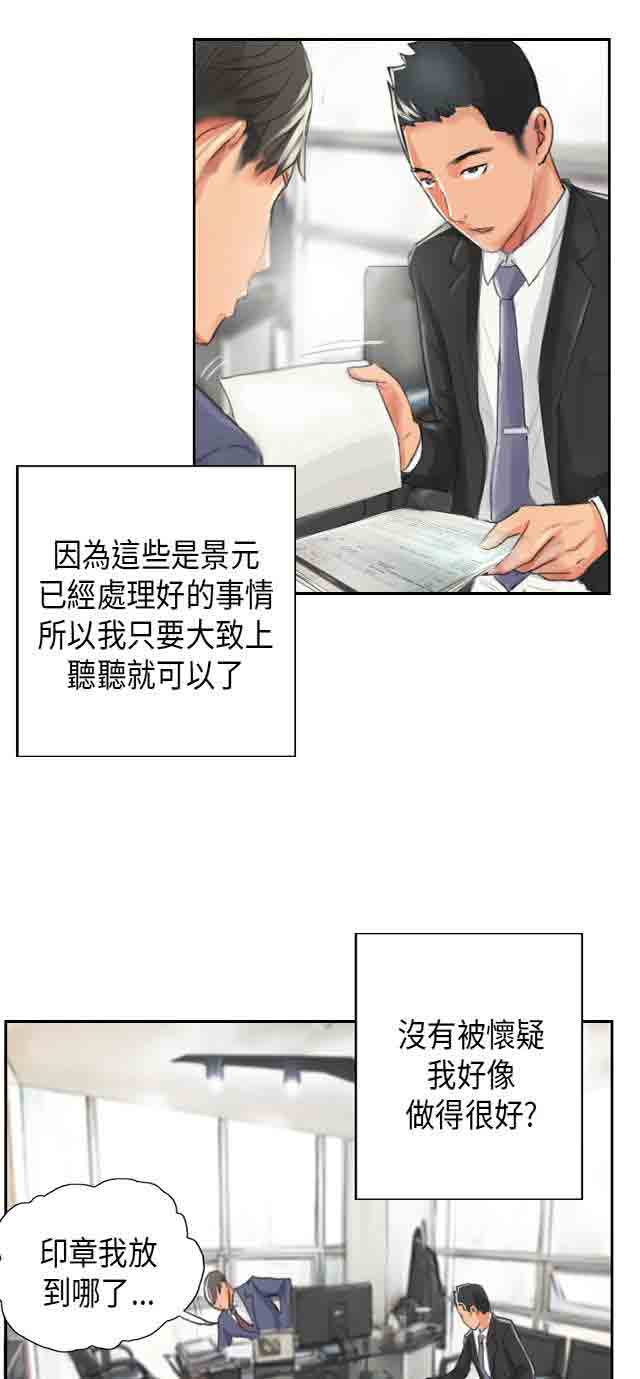 因為這些是景元
已經處理好的事情
所以我只要大致上
聽聽就可以了
沒有被懷疑
我好像
做得很好?
印章我放
到哪了...